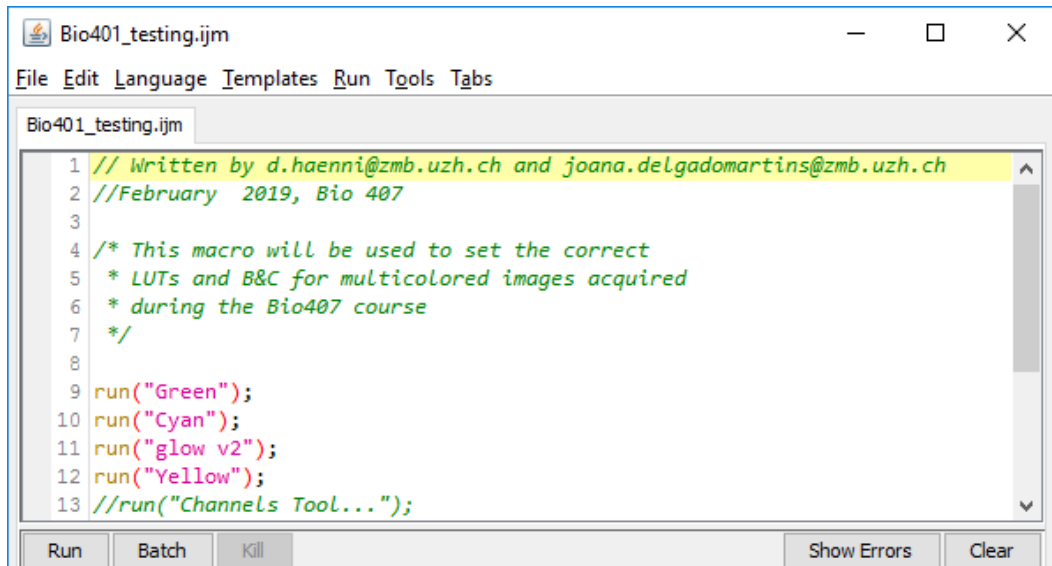 Bio401_testing.ijm
File Edit Language Templates Run Tools Tabs
Bio401_testing.ijm
1 // Written by d.haenni@zmb.uzh.ch and joana.delgadomartins@zmb.uzh.ch
2 //February  2019, Bio 407
3
4 /* This macro will be used to set the correct
5  * LUTs and B&C for multicolored images acquired
6  * during the Bio407 course
7  */
8
9 run("Green");
10 run("Cyan");
11 run("glow v2");
12 run("Yellow");
13 //run("Channels Tool...");
Run Batch Kill Show Errors Clear